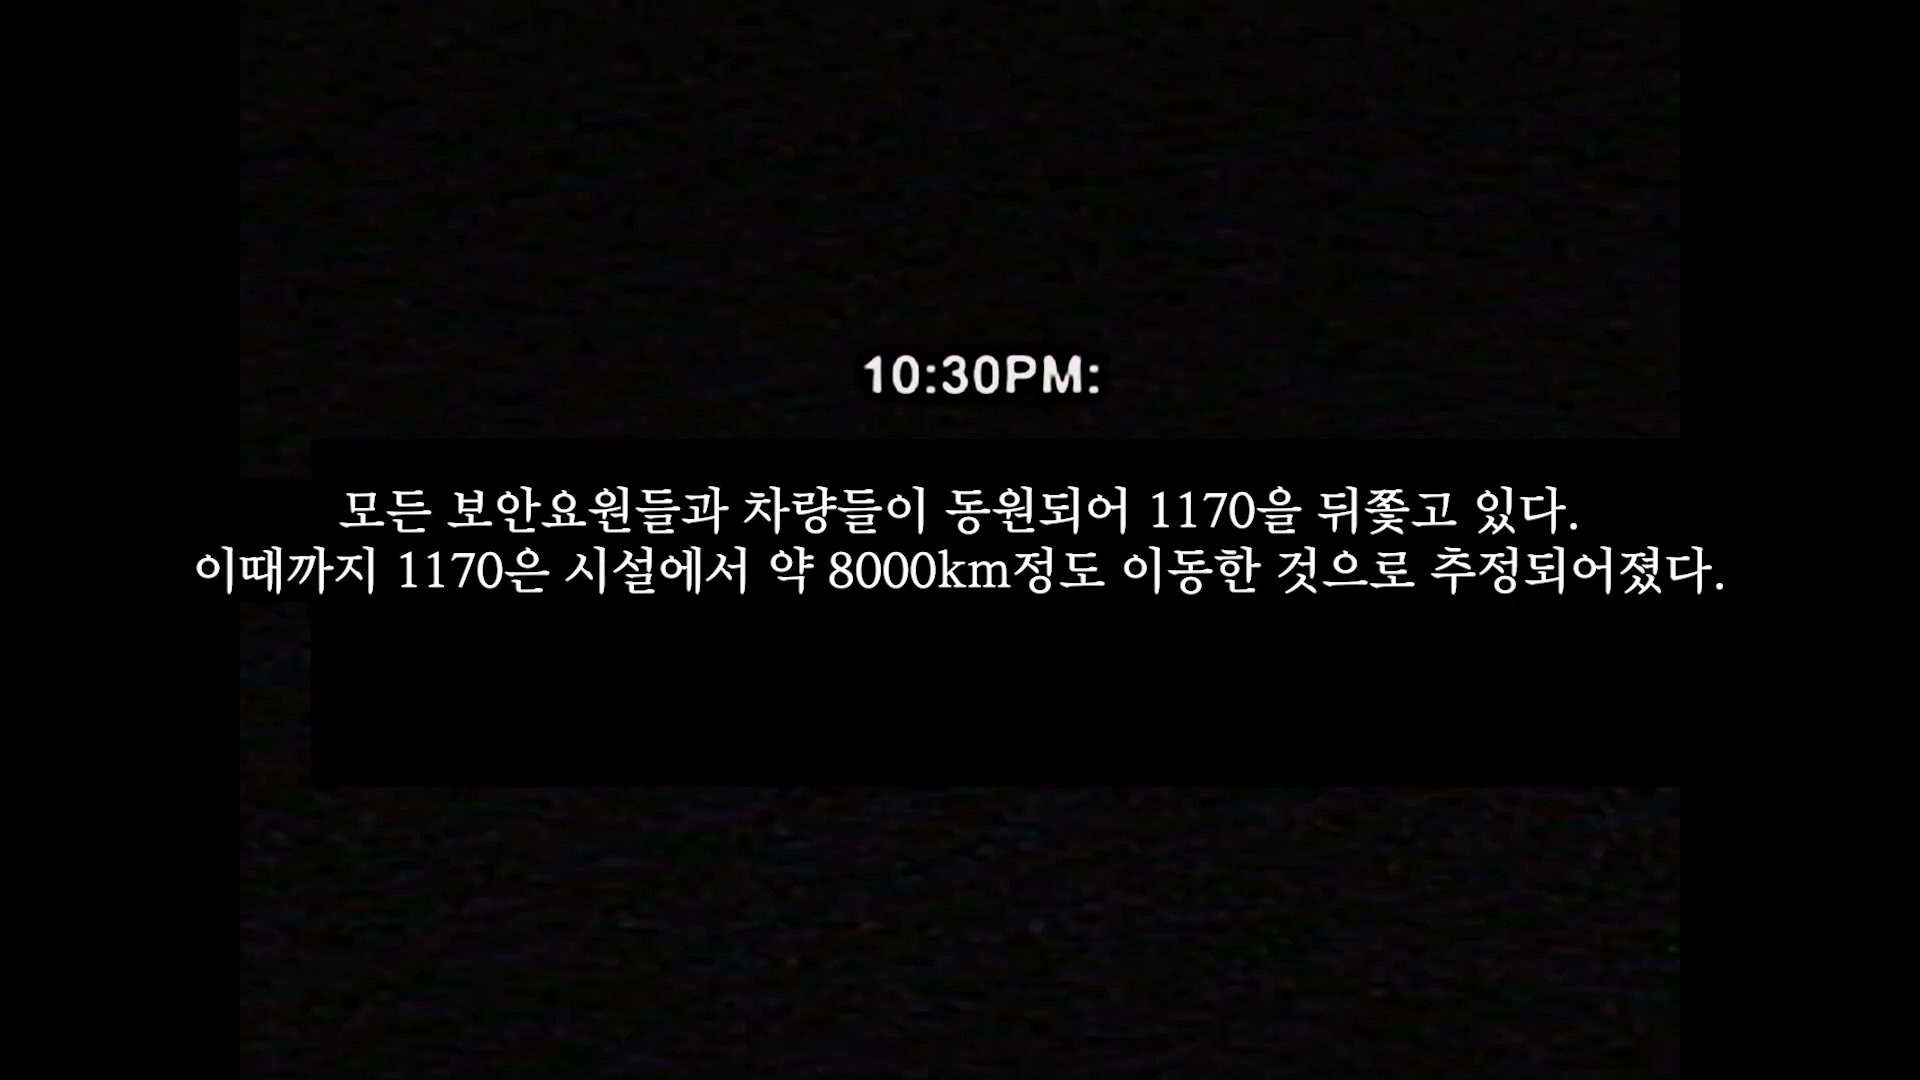 10:30PM:
모든 보안요원들과 차량들이 동원되어 1170을 뒤쫓고 있다.
이때까지 1170은 시설에서 약 8000km정도 이동한 것으로 추정되어졌다.